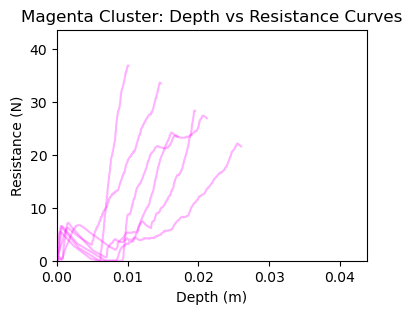 Magenta Cluster: Depth vs Resistance Curves
40
30
20
10
0
Resistance (N)
0.00 0.01 0.02 0.03 0.04
Depth (m)